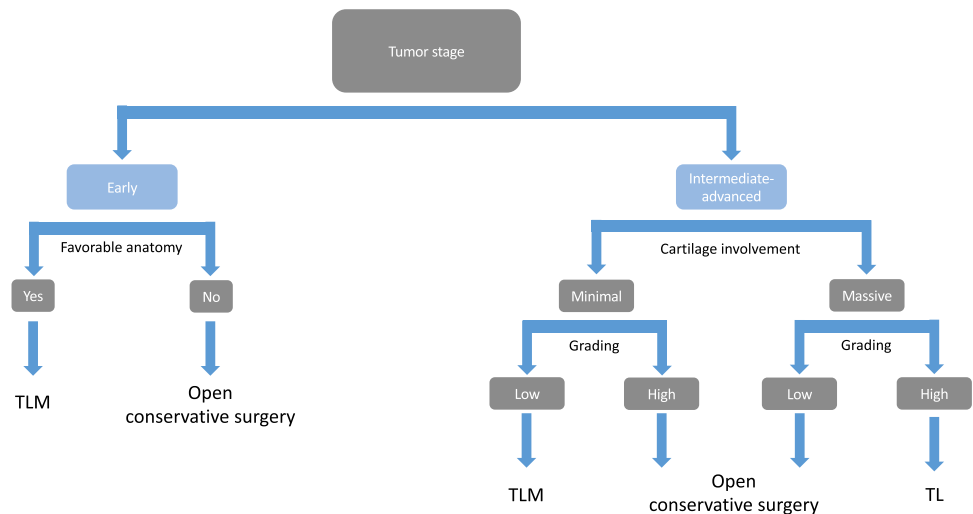 Tumor stage
Early
Intermediate-
advanced
Favorable anatomy
Cartilage involvement
Yes
No
Minimal
Massive
Grading
Grading
Low
High
Low
High
TLM
Open
conservative surgery
TLM
Open
conservative surgery
TL